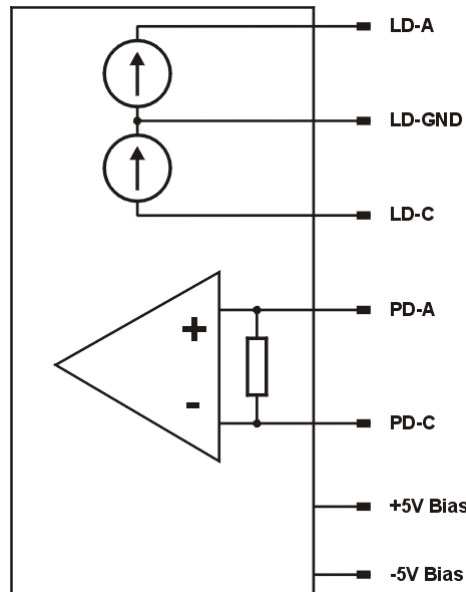 LD-A
LD-GND
LD-C
PD-A
+
-
PD-C
+5V Bias
-5V Bias